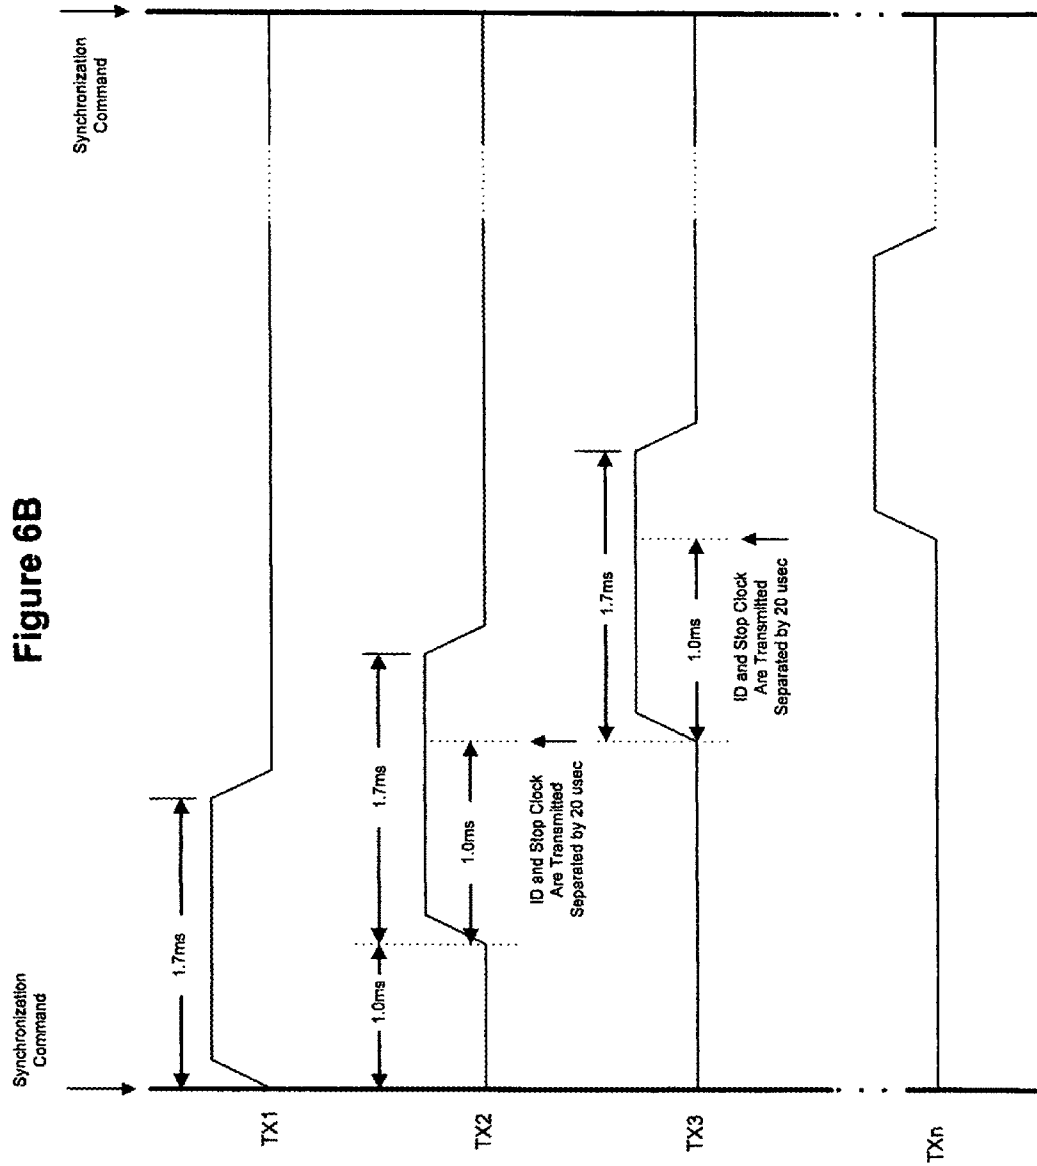 Figure 6B
Synchronization
Command
Synchronization
Command
TX1
1.7ms
TX2
1.0ms
1.7ms
1.0ms
ID and Stop Clock
Are Transmitted
Separated by 20 usec
TX3
1.7ms
1.0ms
ID and Stop Clock
Are Transmitted
Separated by 20 usec
TXn